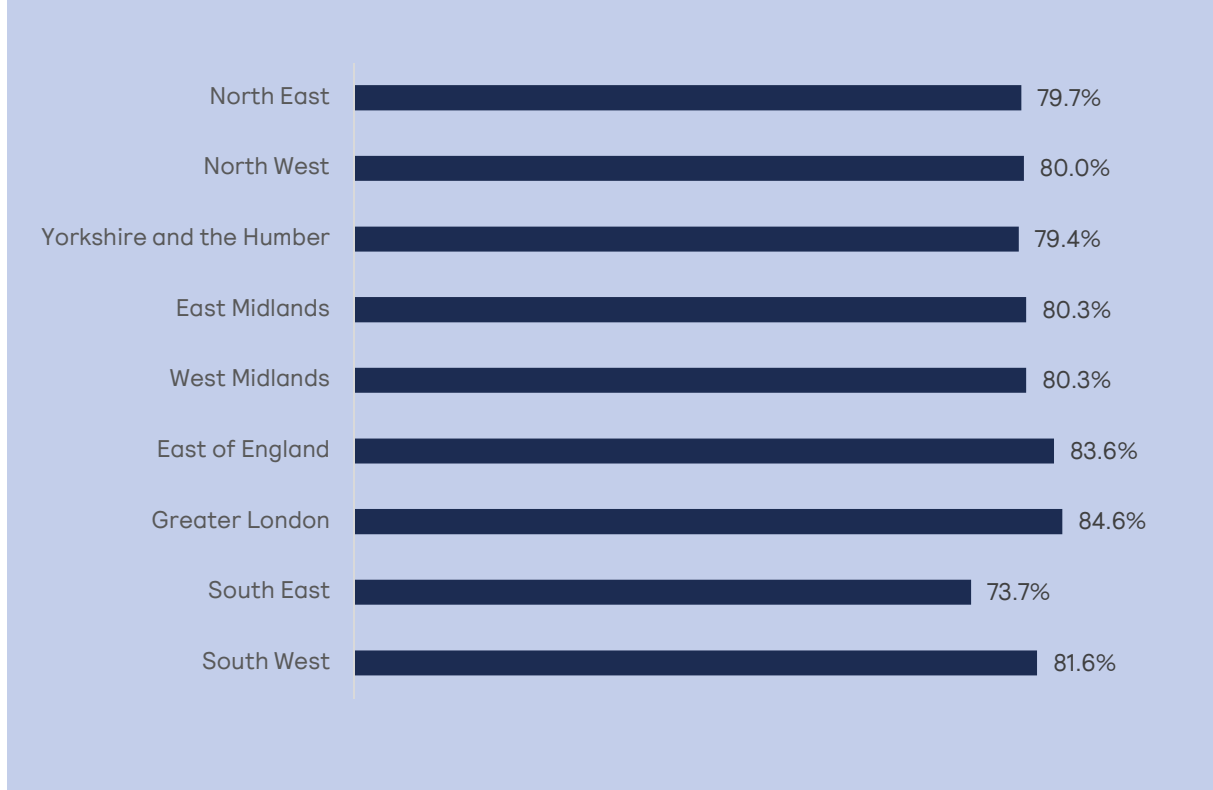 North East 79.7%
North West 80.0%
Yorkshire and the Humber 79.4%
East Midlands 80.3%
West Midlands 80.3%
East of England 83.6%
Greater London 84.6%
South East 73.7%
South West 81.6%